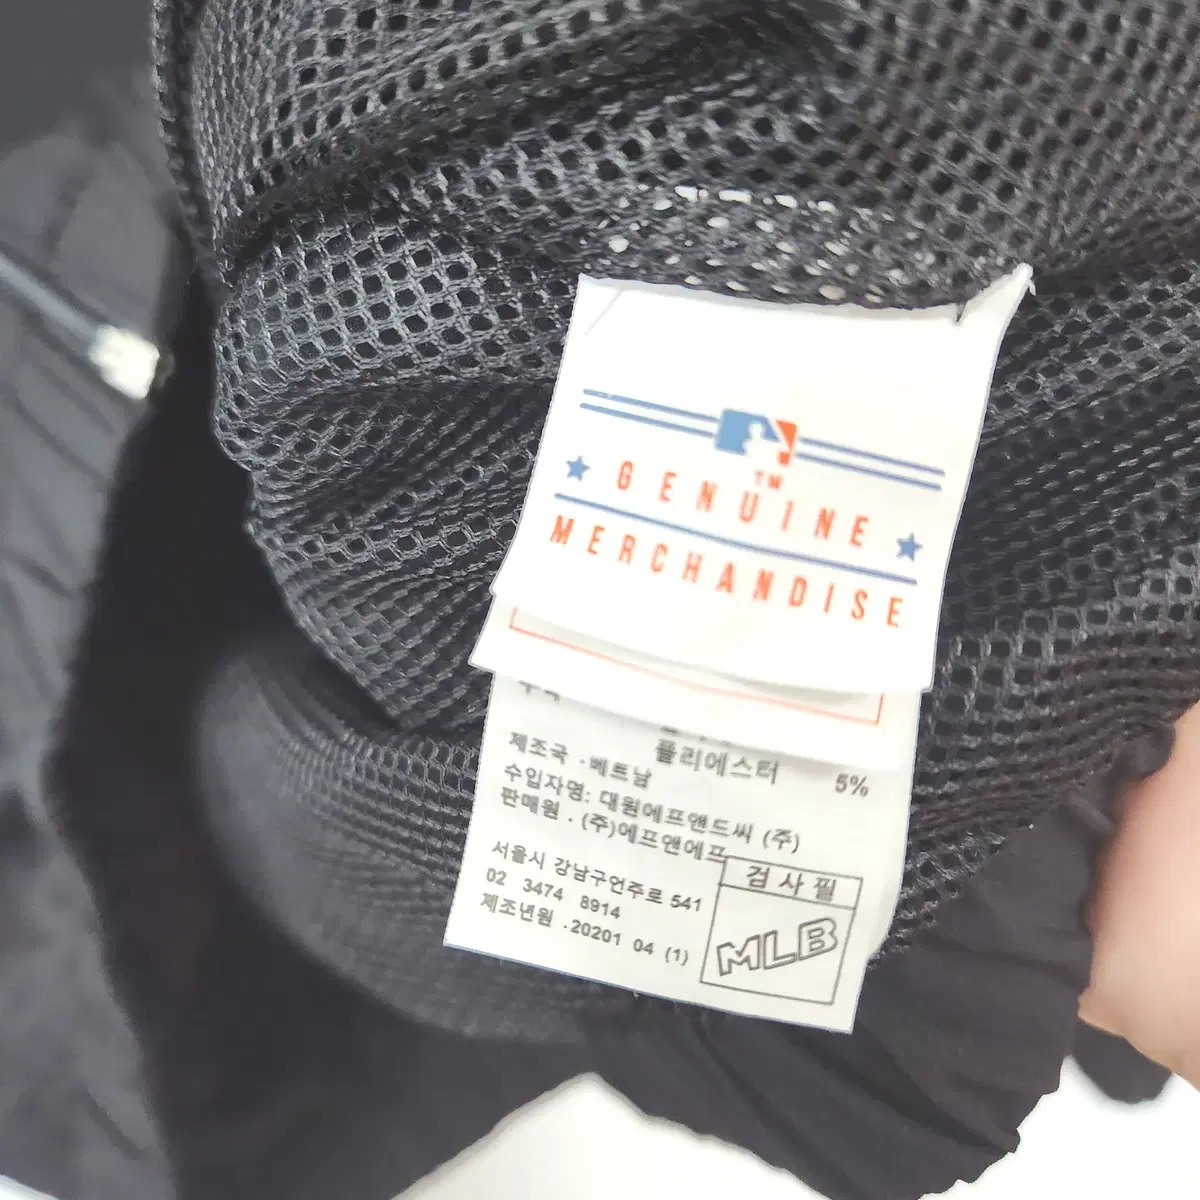 TM
GENUINE
MERCHANDISE
폴리에스터 5%
제조국 . 베트남
수입자명: 대원에프앤드씨 (주)
판매원 . (주)에프앤에프
서울시 강남구언주로 541
02 3474 8914
제조년원 .20201 04 (1)
검사필
MLB